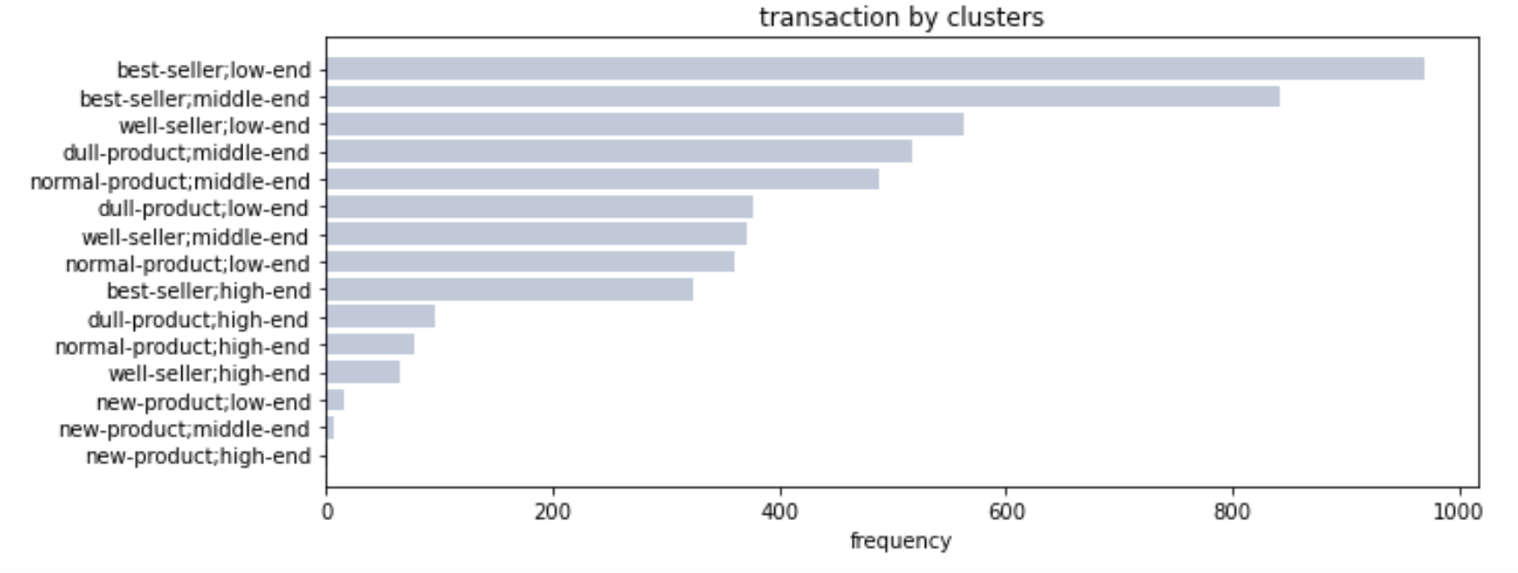 transaction by clusters
best-seller;low-end
best-seller;middle-end
well-seller;low-end
dull-product;middle-end
normal-product;middle-end
dull-product;low-end
well-seller;middle-end
normal-product;low-end
best-seller;high-end
dull-product;high-end
normal-product;high-end
well-seller;high-end
new-product;low-end
new-product;middle-end
new-product;high-end
0 200 400 600 800 1000
frequency